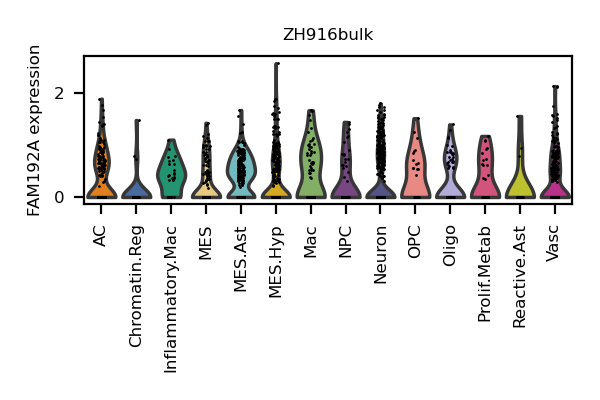 ZH916bulk
FAM192A expression
2
0
AC
Chromatin.Reg
Inflammatory.Mac
MES
MES.Ast
MES.Hyp
Mac
NPC
Neuron
OPC
Oligo
Prolif.Metab
Reactive.Ast
Vasc